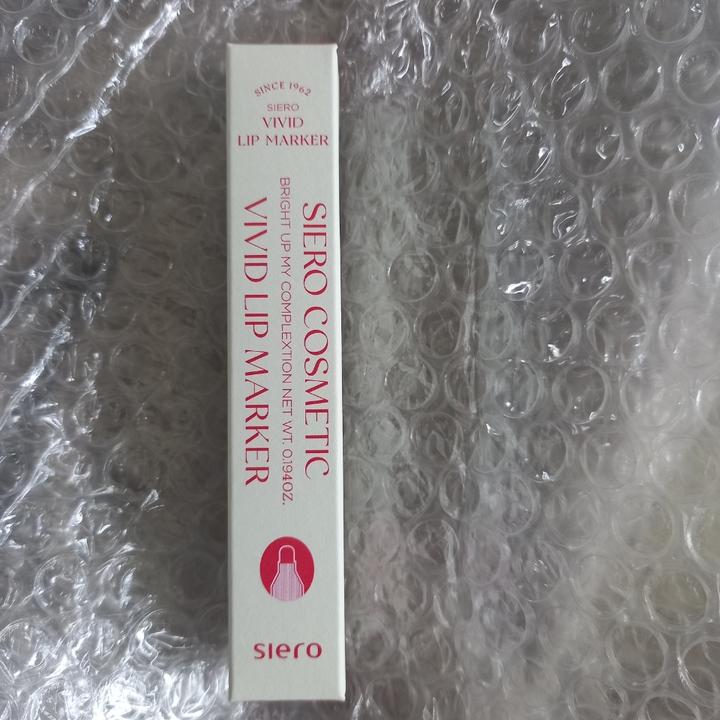 SINCE 1962
SIERO
VIVID
LIP MARKER
SIERO COSMETIC
BRIGHT UP MY COMPLEXTION NET WT. 0.194OZ.
VIVID LIP MARKER
siero